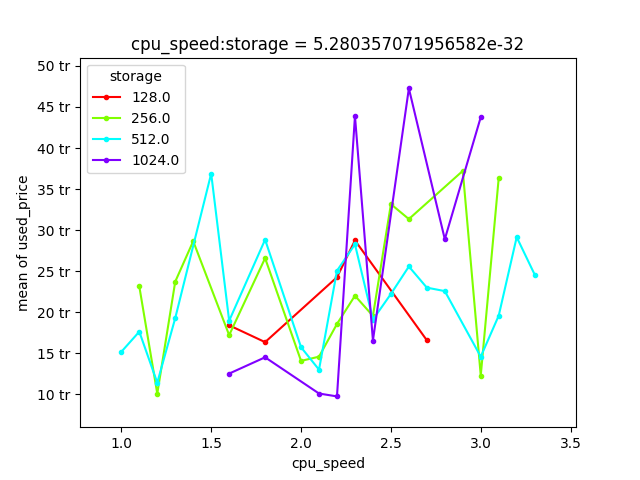 cpu_speed:storage = 5.280357071956582e-32
50 tr
45 tr
40 tr
35 tr
30 tr
25 tr
20 tr
15 tr
10 tr
mean of used_price
storage
128.0
256.0
512.0
1024.0
1.0 1.5 2.0 2.5 3.0 3.5
cpu_speed